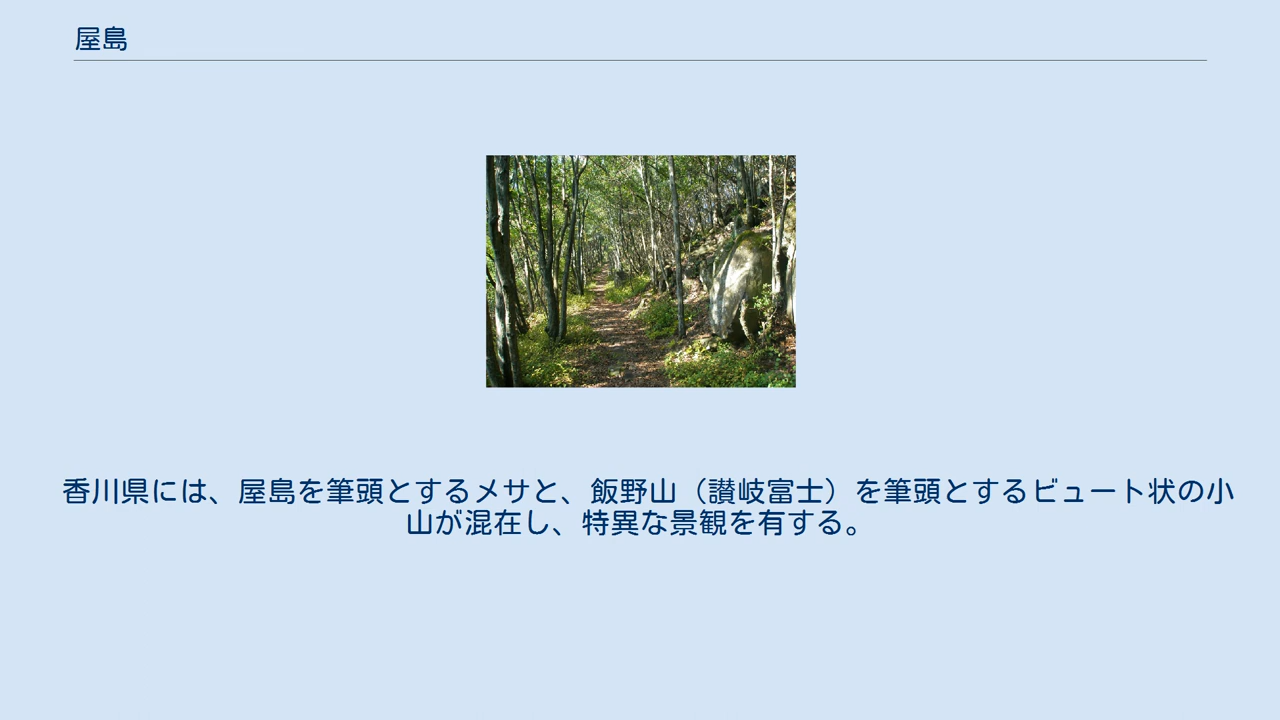 屋島
香川県には、屋島を筆頭とするメサと、飯野山（讃岐富士）を筆頭とするビュート状の小
山が混在し、特異な景観を有する。